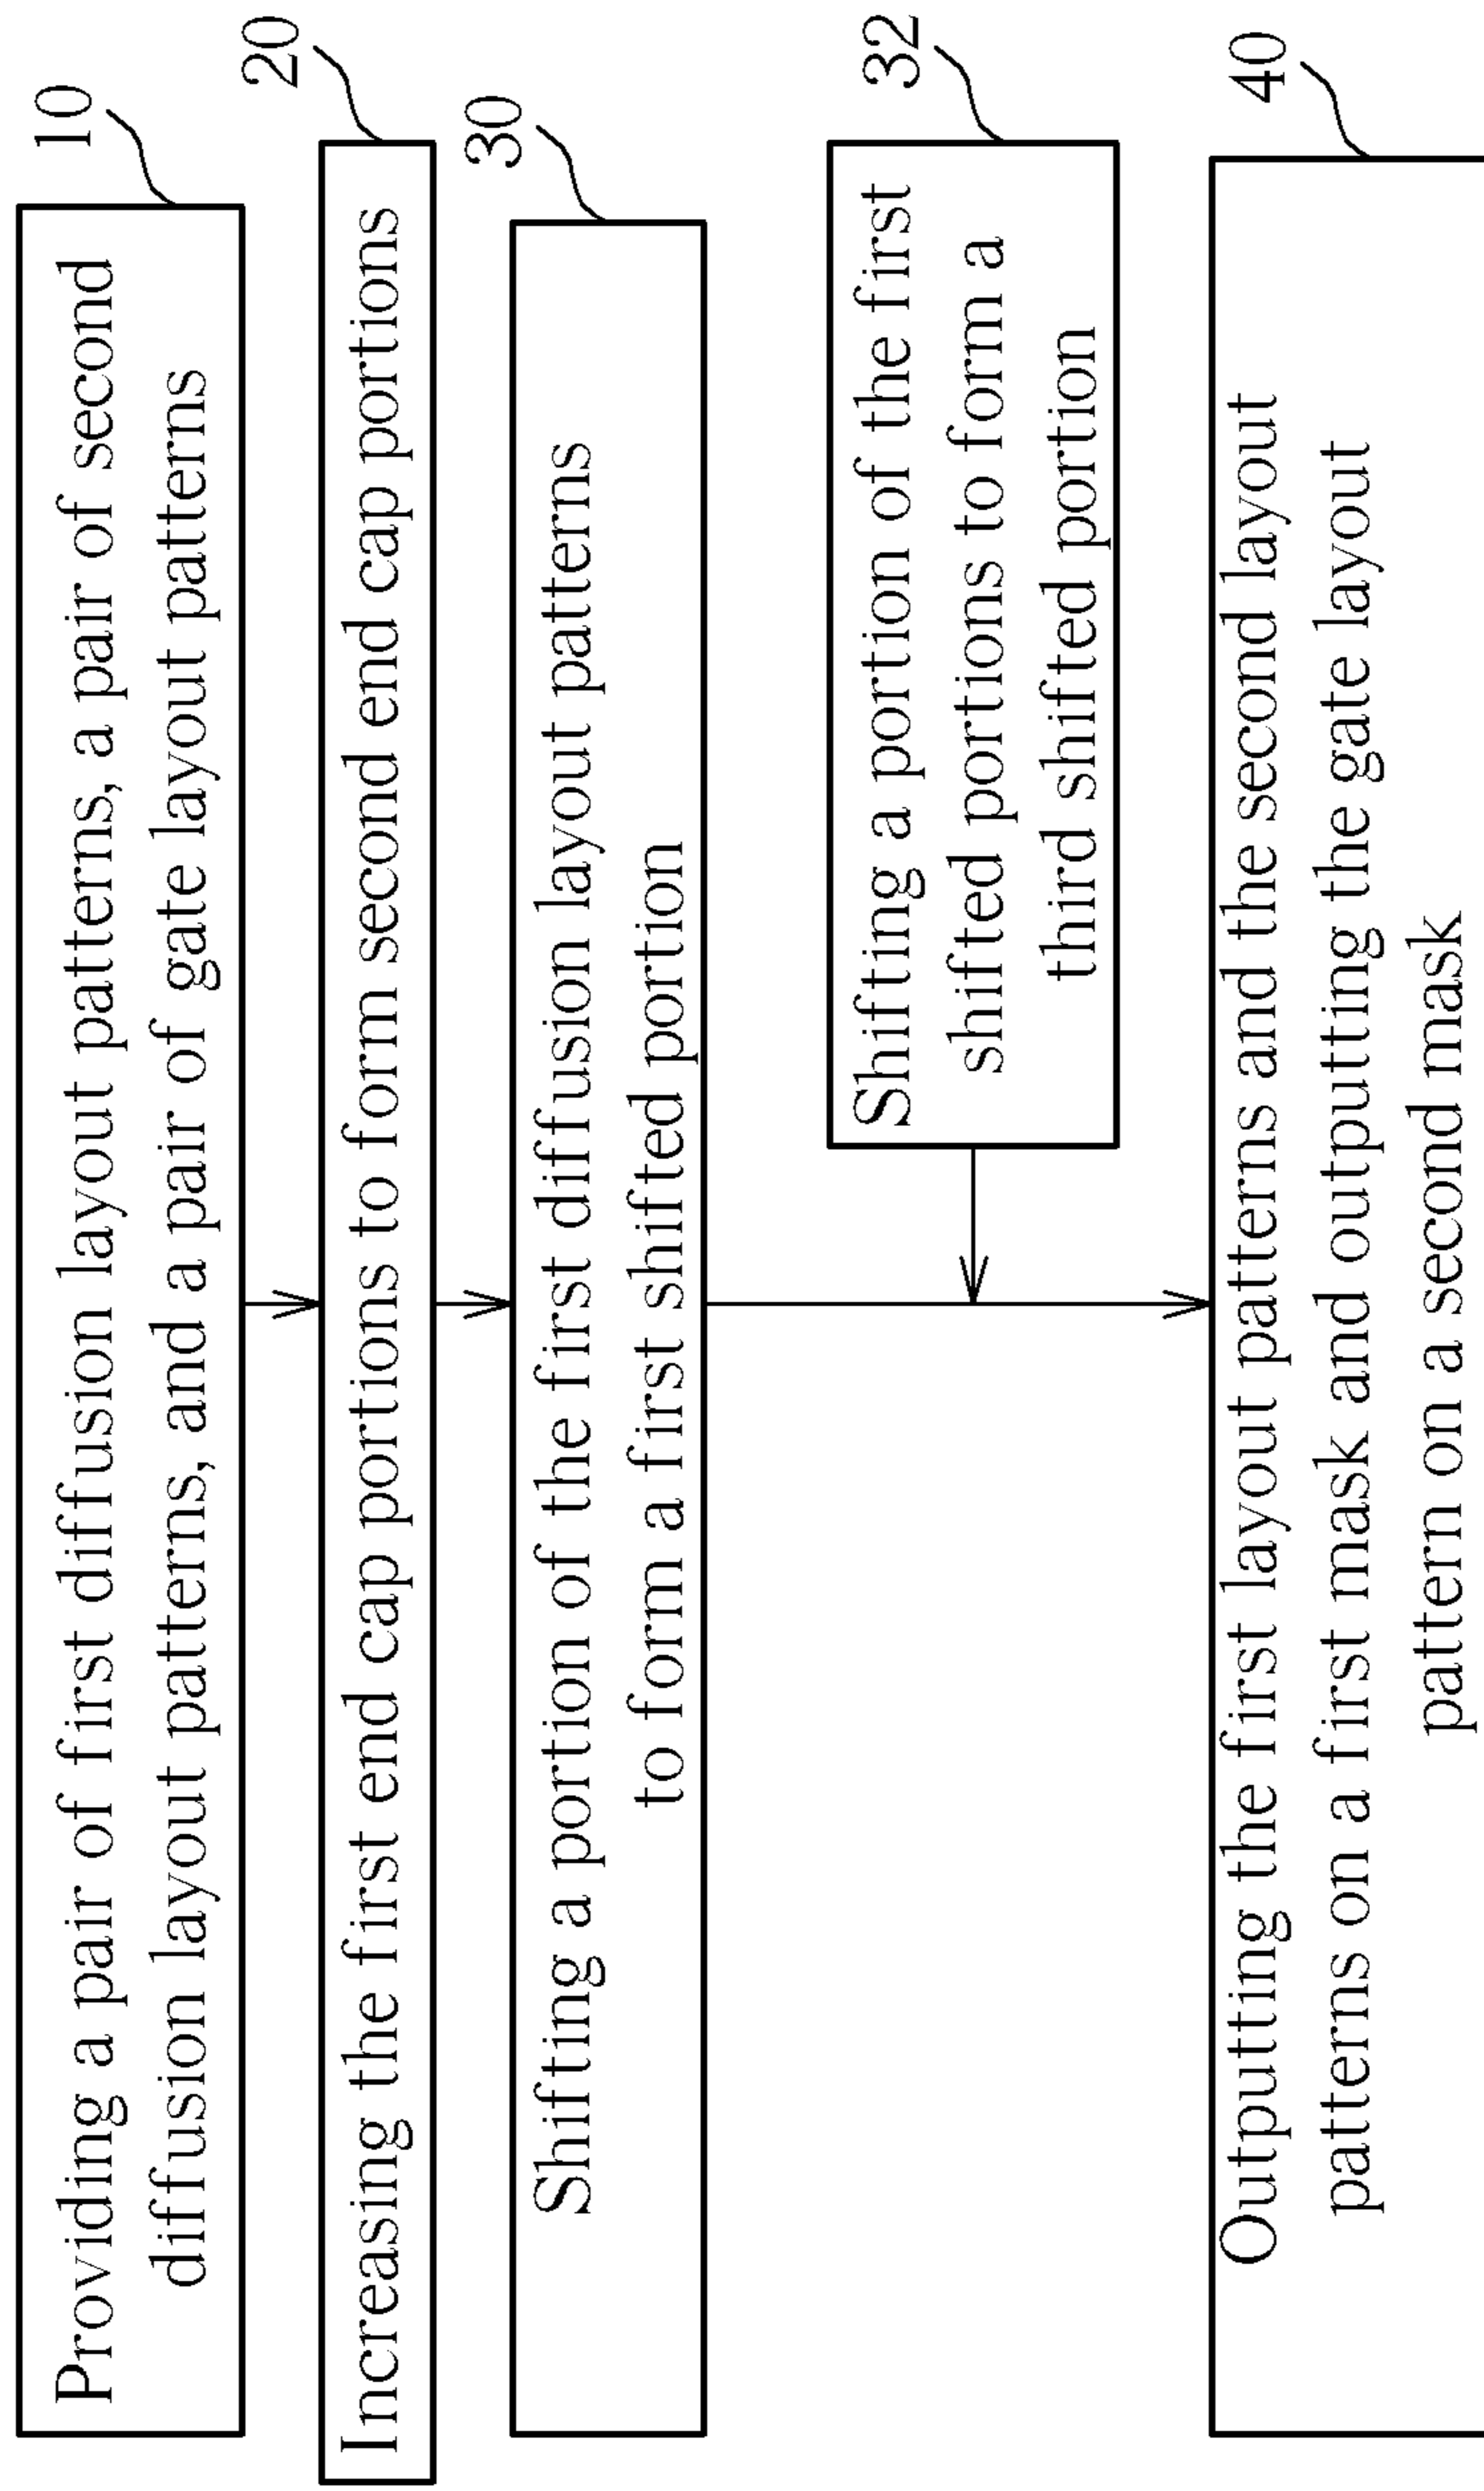 10
Providing a pair of first diffusion layout patterns, a pair of second
diffusion layout patterns, and a pair of gate layout patterns
20
Increasing the first end cap portions to form second end cap portions
30
Shifting a portion of the first diffusion layout patterns
to form a first shifted portion
32
Shifting a portion of the first
shifted portions to form a
third shifted portion
40
Outputting the first layout patterns and the second layout
patterns on a first mask and outputting the gate layout
pattern on a second mask